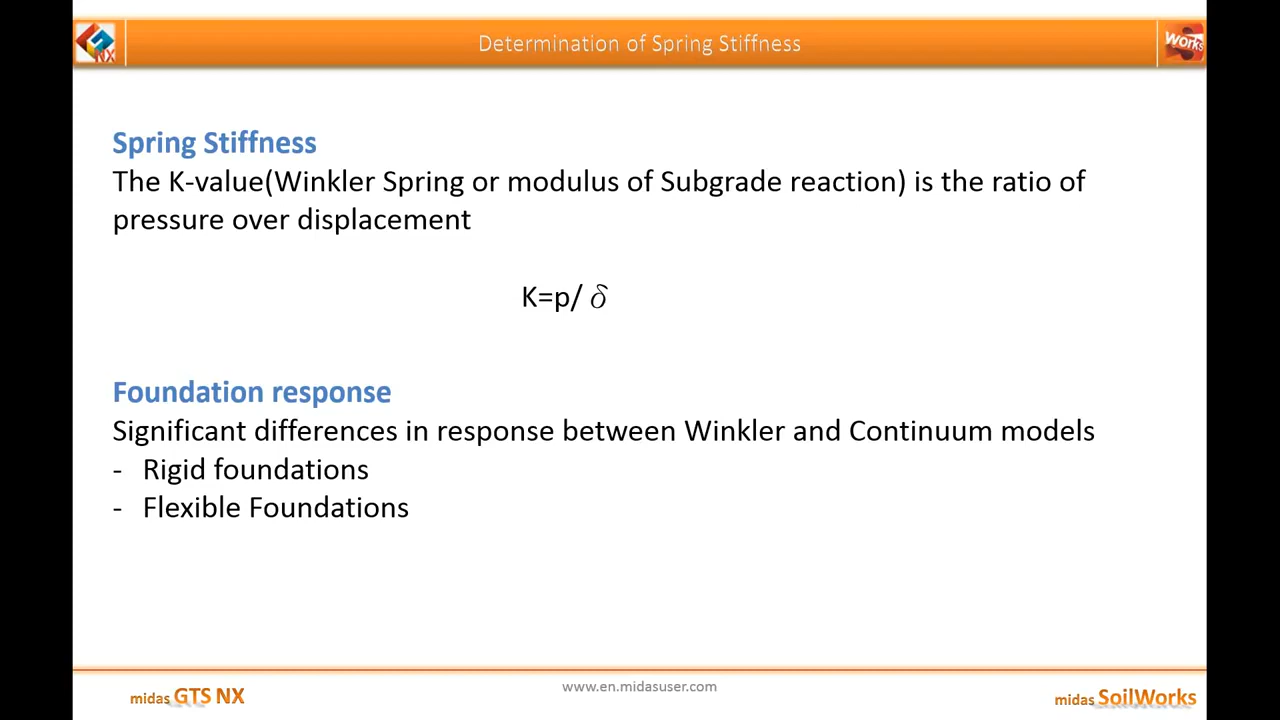 NX
Determination of Spring Stiffness
Works
Spring Stiffness
The K-value(Winkler Spring or modulus of Subgrade reaction) is the ratio of
pressure over displacement
K=p/ δ
Foundation response
Significant differences in response between Winkler and Continuum models
- Rigid foundations
- Flexible Foundations
midas GTS NX
www.en.midasuser.com
midas SoilWorks